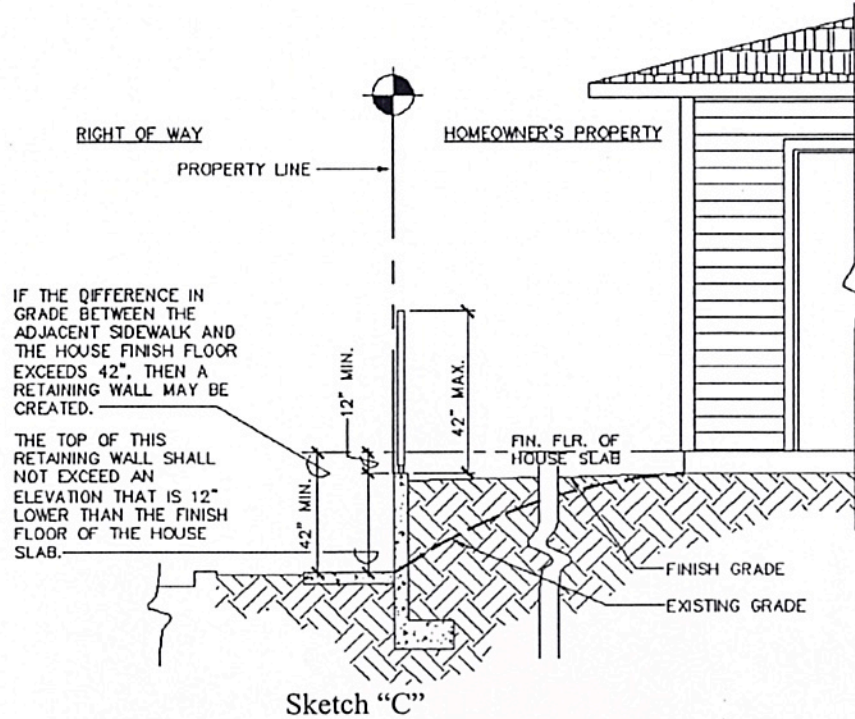 RIGHT OF WAY
HOMEOWNER'S PROPERTY
PROPERTY LINE
IF THE DIFFERENCE IN
GRADE BETWEEN THE
ADJACENT SIDEWALK AND
THE HOUSE FINISH FLOOR
EXCEEDS 42", THEN A
RETAINING WALL MAY BE
CREATED.
THE TOP OF THIS
RETAINING WALL SHALL
NOT EXCEED AN
ELEVATION THAT IS 12"
LOWER THAN THE FINISH
FLOOR OF THE HOUSE
SLAB.
42" MIN.
12" MIN.
42" MAX.
FIN. FLR. OF
HOUSE SLAB
FINISH GRADE
EXISTING GRADE
Sketch "C"